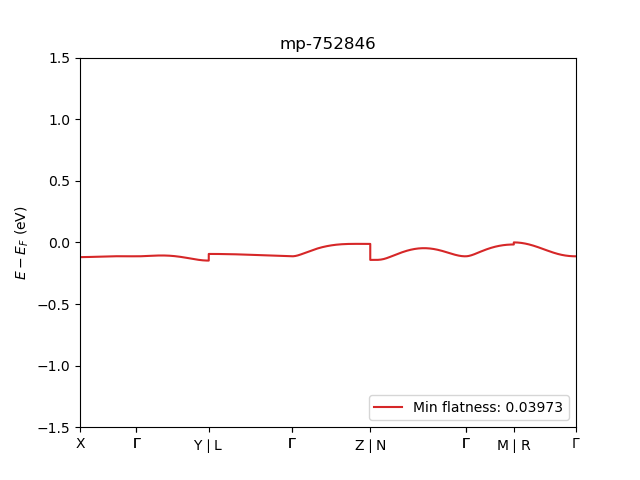 mp-752846
E − E_F (eV)
1.5
1.0
0.5
0.0
−0.5
−1.0
−1.5
Min flatness: 0.03973
X Γ Y | L Γ Z | N Γ M | R Γ